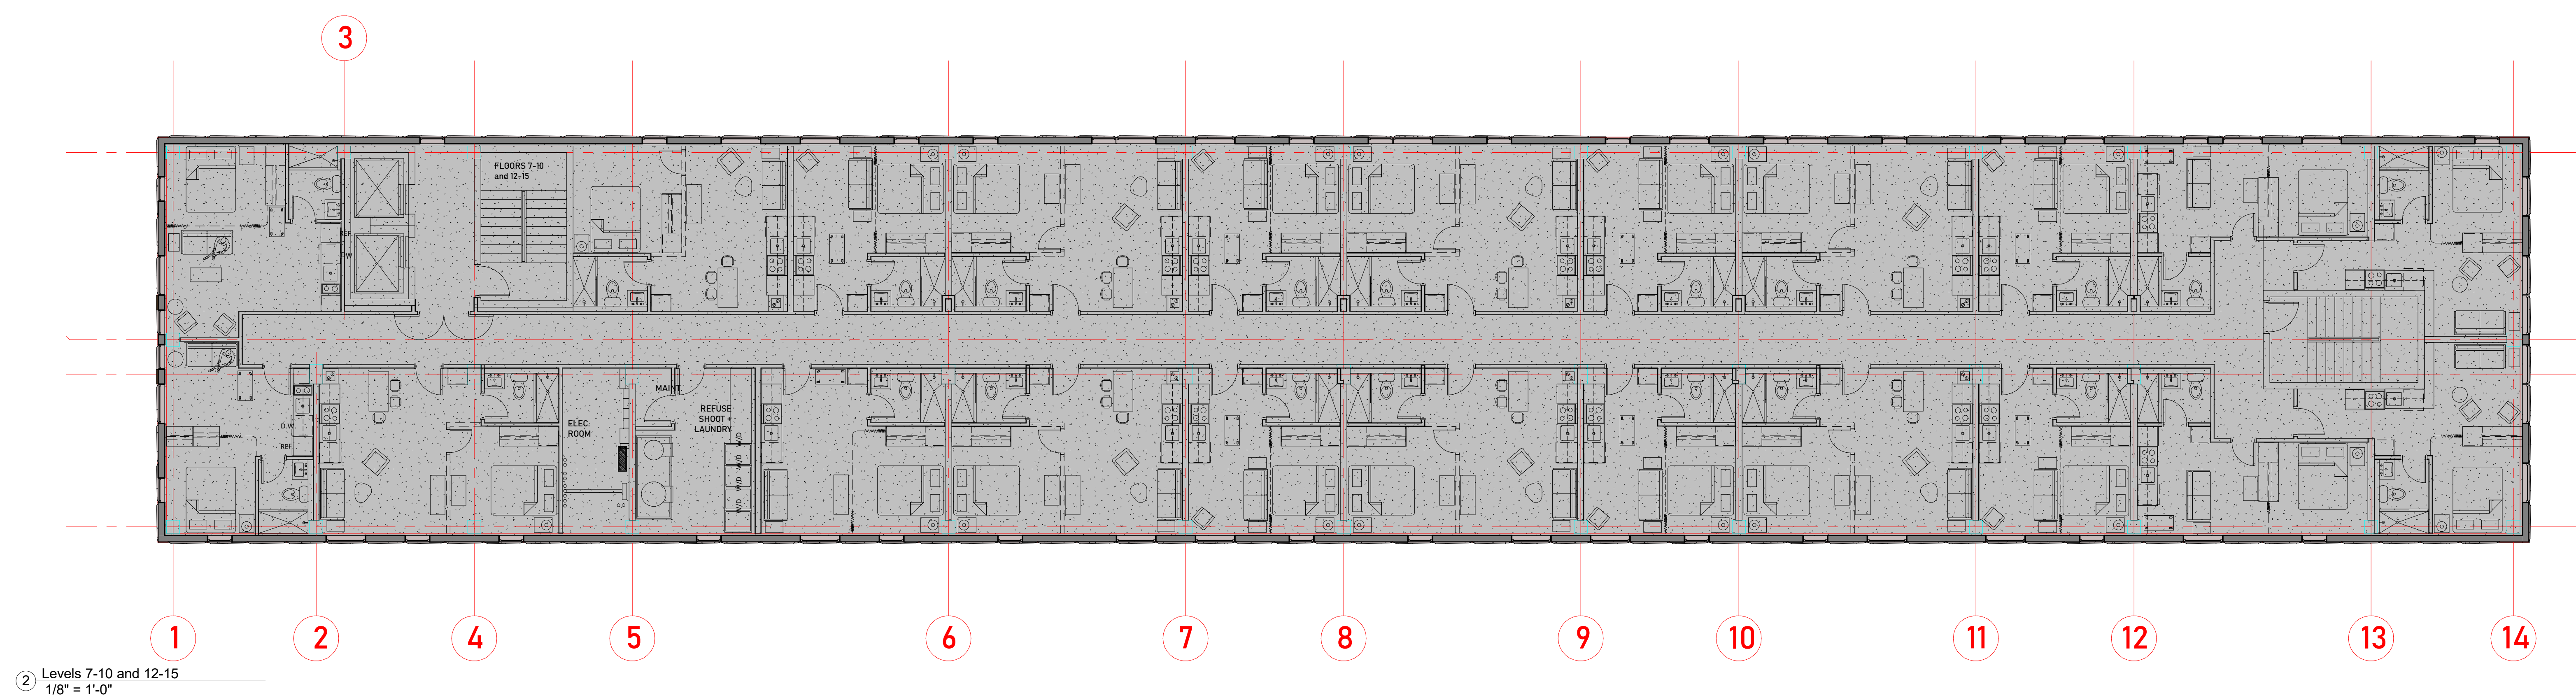 3
FLOORS 7-10
and 12-15
REF.
DW
MAINT.
REFUSE
SHOOT +
LAUNDRY
ELEC.
ROOM
D.W.
REF.
W/D
W/D
W/D
W/D
1
2
4
5
6
7
8
9
10
11
12
13
14
2
Levels 7-10 and 12-15
1/8" = 1'-0"